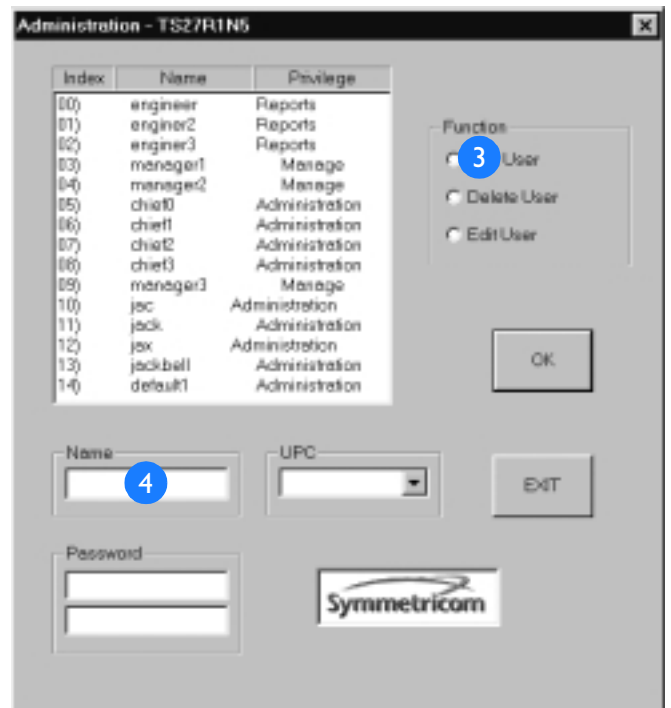 Administration - TS27R1N5
Index Name Privilege
00) engineer Reports
01) enginer2 Reports
02) enginer3 Reports
03) manager1 Manage
04) manager2 Manage
05) chief0 Administration
06) chief1 Administration
07) chief2 Administration
08) chief3 Administration
09) manager3 Manage
10) jac Administration
11) jack Administration
12) jax Administration
13) jackbell Administration
14) default1 Administration
Function
3 User
Delete User
Edit User
OK
Name
4
UPC
EXIT
Password
Symmetricom